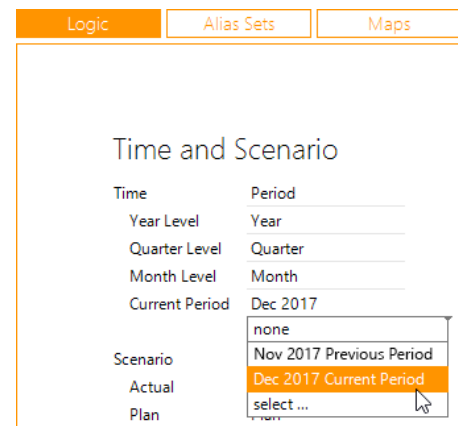 Logic Alias Sets Maps
Time and Scenario
Time Period
Year Level Year
Quarter Level Quarter
Month Level Month
Current Period Dec 2017
none
Nov 2017 Previous Period
Dec 2017 Current Period
select ...
Scenario
Actual
Plan